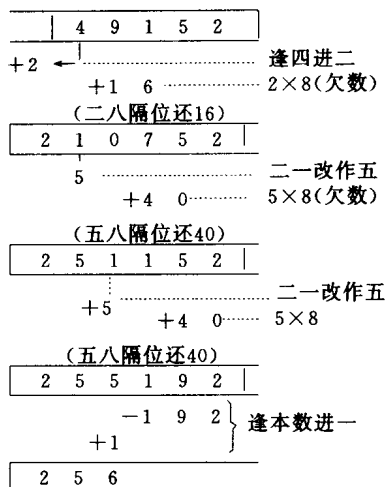 4 9 1 5 2
+2 逢四进二
+1 6 2×8(欠数)
(二八隔位还16)
2 1 0 7 5 2
5 二一改作五
+4 0 5×8(欠数)
(五八隔位还40)
2 5 1 1 5 2
+5 二一改作五
+4 0 5×8
(五八隔位还40)
2 5 5 1 9 2
-1 9 2
+1 逢本数进一
2 5 6